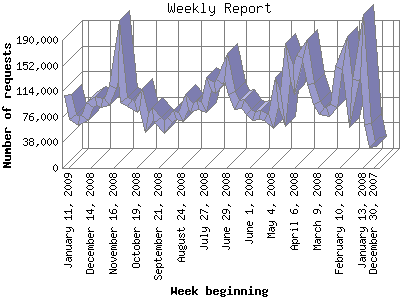 Weekly Report
Number of requests
190,000
152,000
114,000
76,000
38,000
0
January 11, 2009
December 14, 2008
November 16, 2008
October 19, 2008
September 21, 2008
August 24, 2008
July 27, 2008
June 29, 2008
June 1, 2008
May 4, 2008
April 6, 2008
March 9, 2008
February 10, 2008
January 13, 2008
December 30, 2007
Week beginning